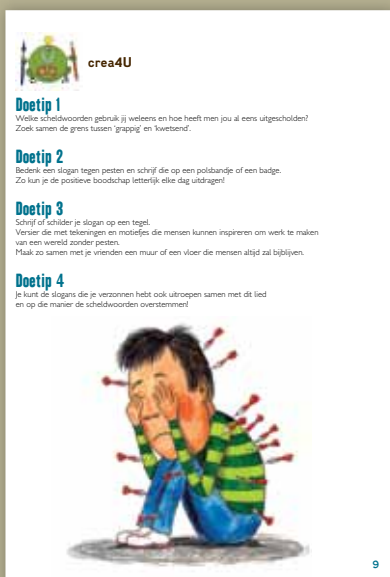 crea4U
Doetip 1
Welke scheldwoorden gebruik jij weleens en hoe heeft men jou al eens uitgescholden?
Zoek samen de grens tussen 'grappig' en 'kwetsend'.
Doetip 2
Bedenk een slogan tegen pesten en schrijf die op een polsbandje of een badge.
Zo kun je de positieve boodschap letterlijk elke dag uitdragen!
Doetip 3
Schrijf of schilder je slogan op een tegel.
Versier die met tekeningen en motiefjes die mensen kunnen inspireren om werk te maken
van een wereld zonder pesten.
Maak zo samen met je vrienden een muur of een vloer die mensen altijd zal bijblijven.
Doetip 4
Je kunt de slogans die je verzonnen hebt ook uitroepen samen met dit lied
en op die manier de scheldwoorden overstemmen!
9